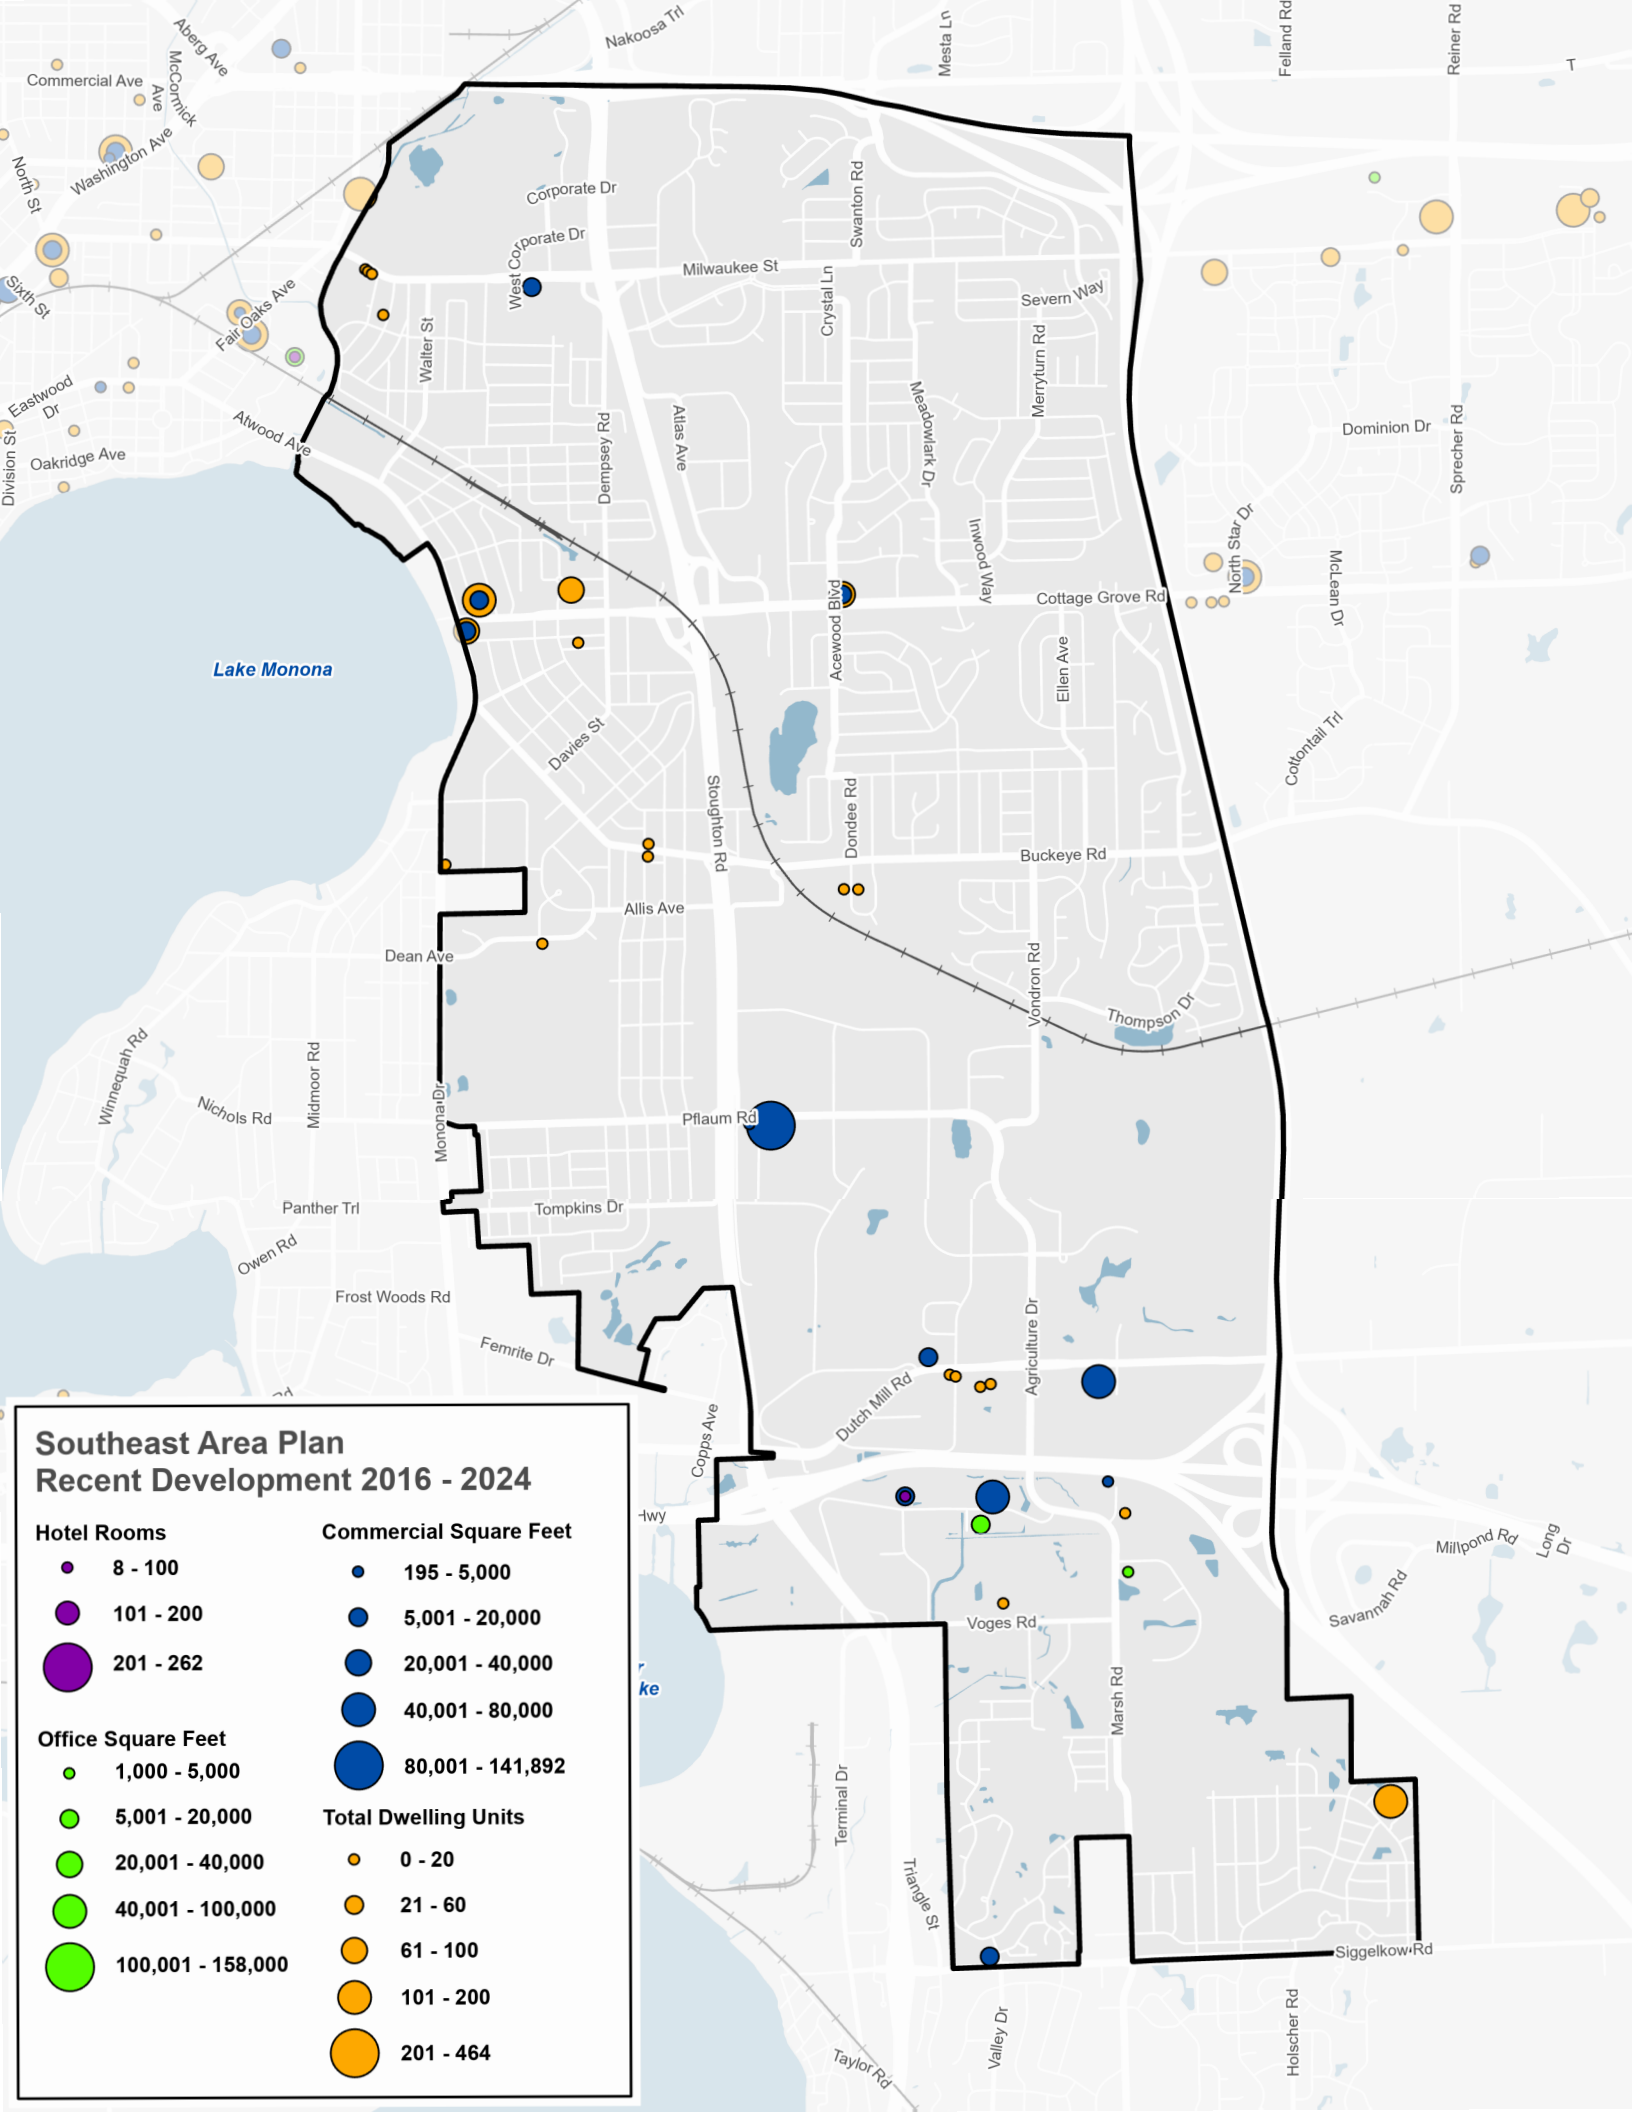 Nakoosa Trl
Mesta Ln
Felland Rd
Reiner Rd
T
Aberg Ave
Commercial Ave
McCormick
Ave
Washington Ave
North St
Corporate Dr
West Corporate Dr
Swanton Rd
Milwaukee St
Crystal Ln
Severn Way
Sixth St
Fair Oaks Ave
Walter St
Merryturn Rd
Eastwood
Dr
Atwood Ave
Oakridge Ave
Division St
Dempsey Rd
Atlas Ave
Meadowlark Dr
Inwood Way
Dominion Dr
Sprecher Rd
North Star Dr
McLean Dr
Cottage Grove Rd
Acewood Blvd
Ellen Ave
Lake Monona
Davies St
Stoughton Rd
Dondee Rd
Cottontail Trl
Buckeye Rd
Allis Ave
Dean Ave
Vondron Rd
Thompson Dr
Winnequah Rd
Nichols Rd
Midmoor Rd
Monona Dr
Pflaum Rd
Panther Trl
Tompkins Dr
Owen Rd
Frost Woods Rd
Femrite Dr
Agriculture Dr
Dutch Mill Rd
Copps Ave
Rd
Hwy
Millpond Rd
Long
Dr
Savannah Rd
Voges Rd
Marsh Rd
ke
Terminal Dr
Triangle St
Siggelkow Rd
Valley Dr
Holscher Rd
Taylor Rd
Southeast Area Plan
Recent Development 2016 - 2024
Hotel Rooms
8 - 100
101 - 200
201 - 262
Office Square Feet
1,000 - 5,000
5,001 - 20,000
20,001 - 40,000
40,001 - 100,000
100,001 - 158,000
Commercial Square Feet
195 - 5,000
5,001 - 20,000
20,001 - 40,000
40,001 - 80,000
80,001 - 141,892
Total Dwelling Units
0 - 20
21 - 60
61 - 100
101 - 200
201 - 464